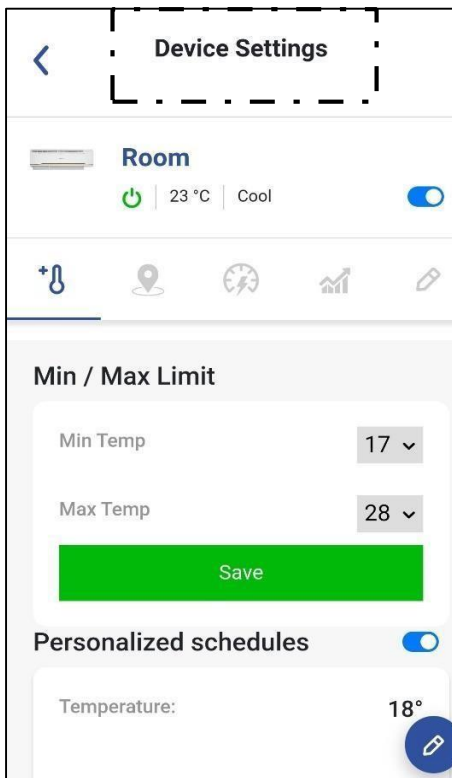 Device Settings
Room
23 °C | Cool
Min / Max Limit
Min Temp 17
Max Temp 28
Save
Personalized schedules
Temperature: 18°